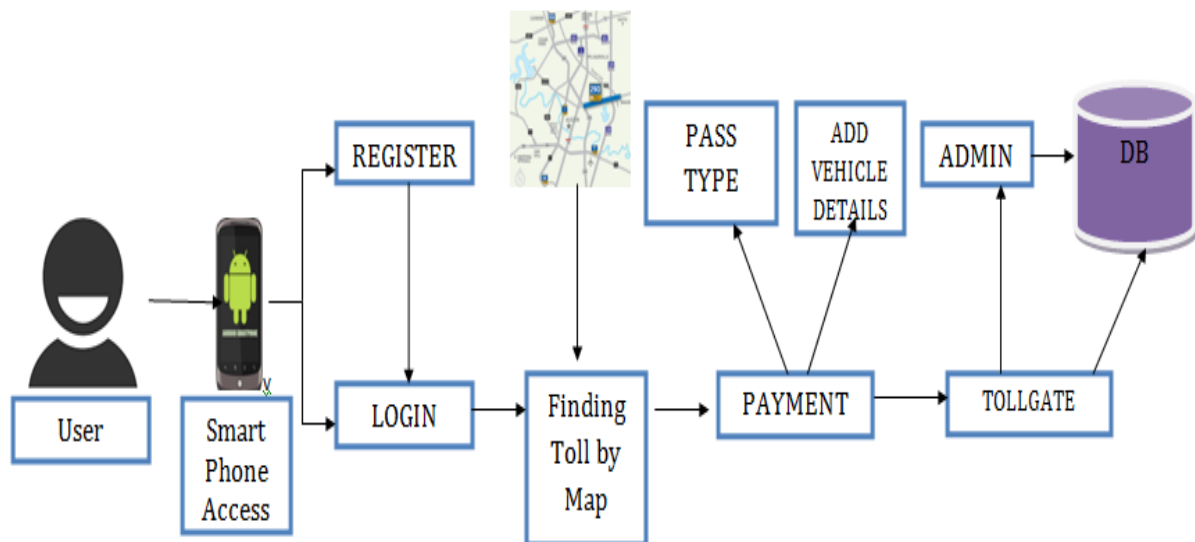 REGISTER
LOGIN
User
Smart
Phone
Access
Finding
Toll by
Map
PASS
TYPE
ADD
VEHICLE
DETAILS
PAYMENT
ADMIN
TOLLGATE
DB
290
y